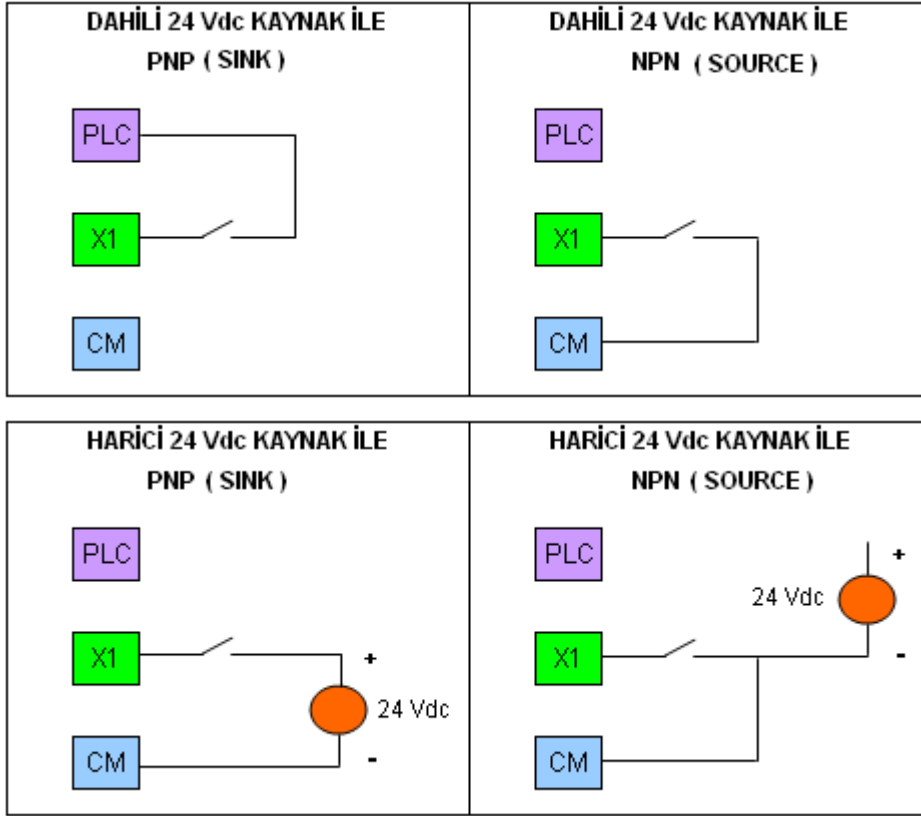 DAHİLİ 24 Vdc KAYNAK İLE
PNP ( SINK )
PLC
X1
CM
DAHİLİ 24 Vdc KAYNAK İLE
NPN ( SOURCE )
PLC
X1
CM
HARİCİ 24 Vdc KAYNAK İLE
PNP ( SINK )
PLC
X1
+
24 Vdc
CM
-
HARİCİ 24 Vdc KAYNAK İLE
NPN ( SOURCE )
PLC
+
24 Vdc
X1
-
CM